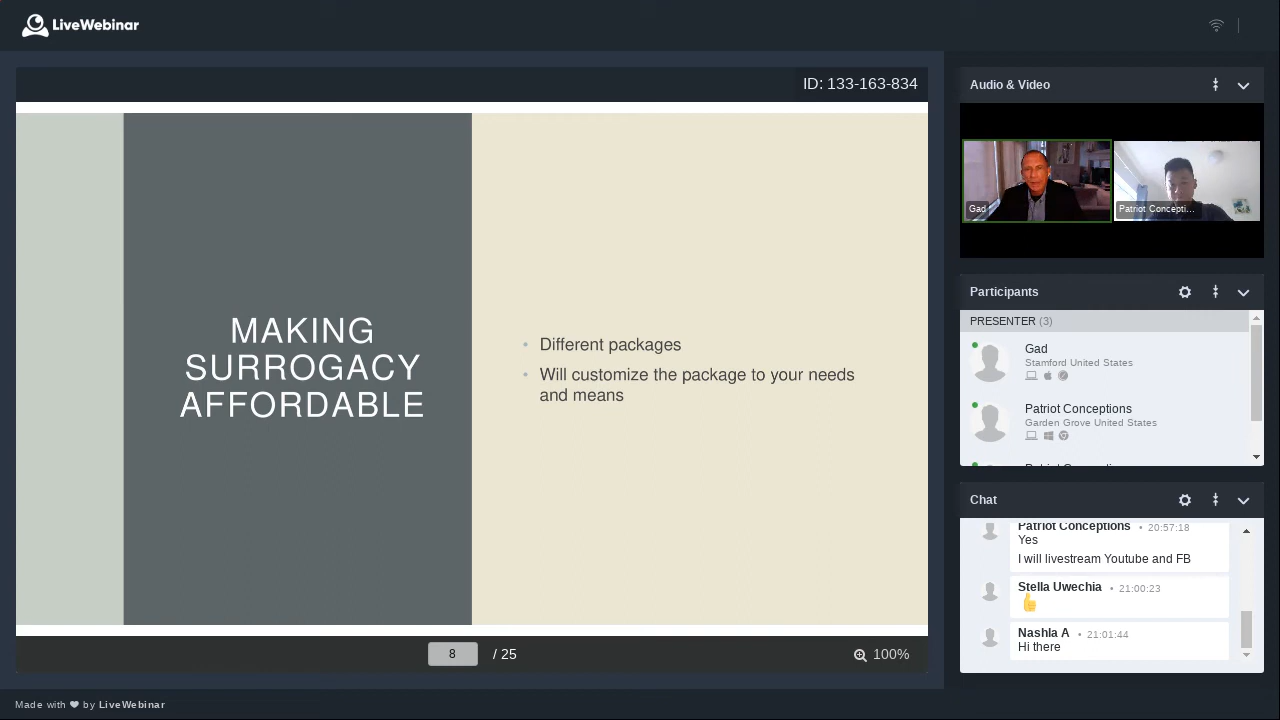 LiveWebinar
ID: 133-163-834
MAKING
SURROGACY
AFFORDABLE
• Different packages
• Will customize the package to your needs
and means
8 / 25
100%
Audio & Video
Gad
Patriot Concepti...
Participants
PRESENTER (3)
Gad
Stamford United States
Patriot Conceptions
Garden Grove United States
Chat
Patriot Conceptions • 20:57:18
Yes
I will livestream Youtube and FB
Stella Uwechia • 21:00:23
👍
Nashla A • 21:01:44
Hi there
Made with ❤ by LiveWebinar